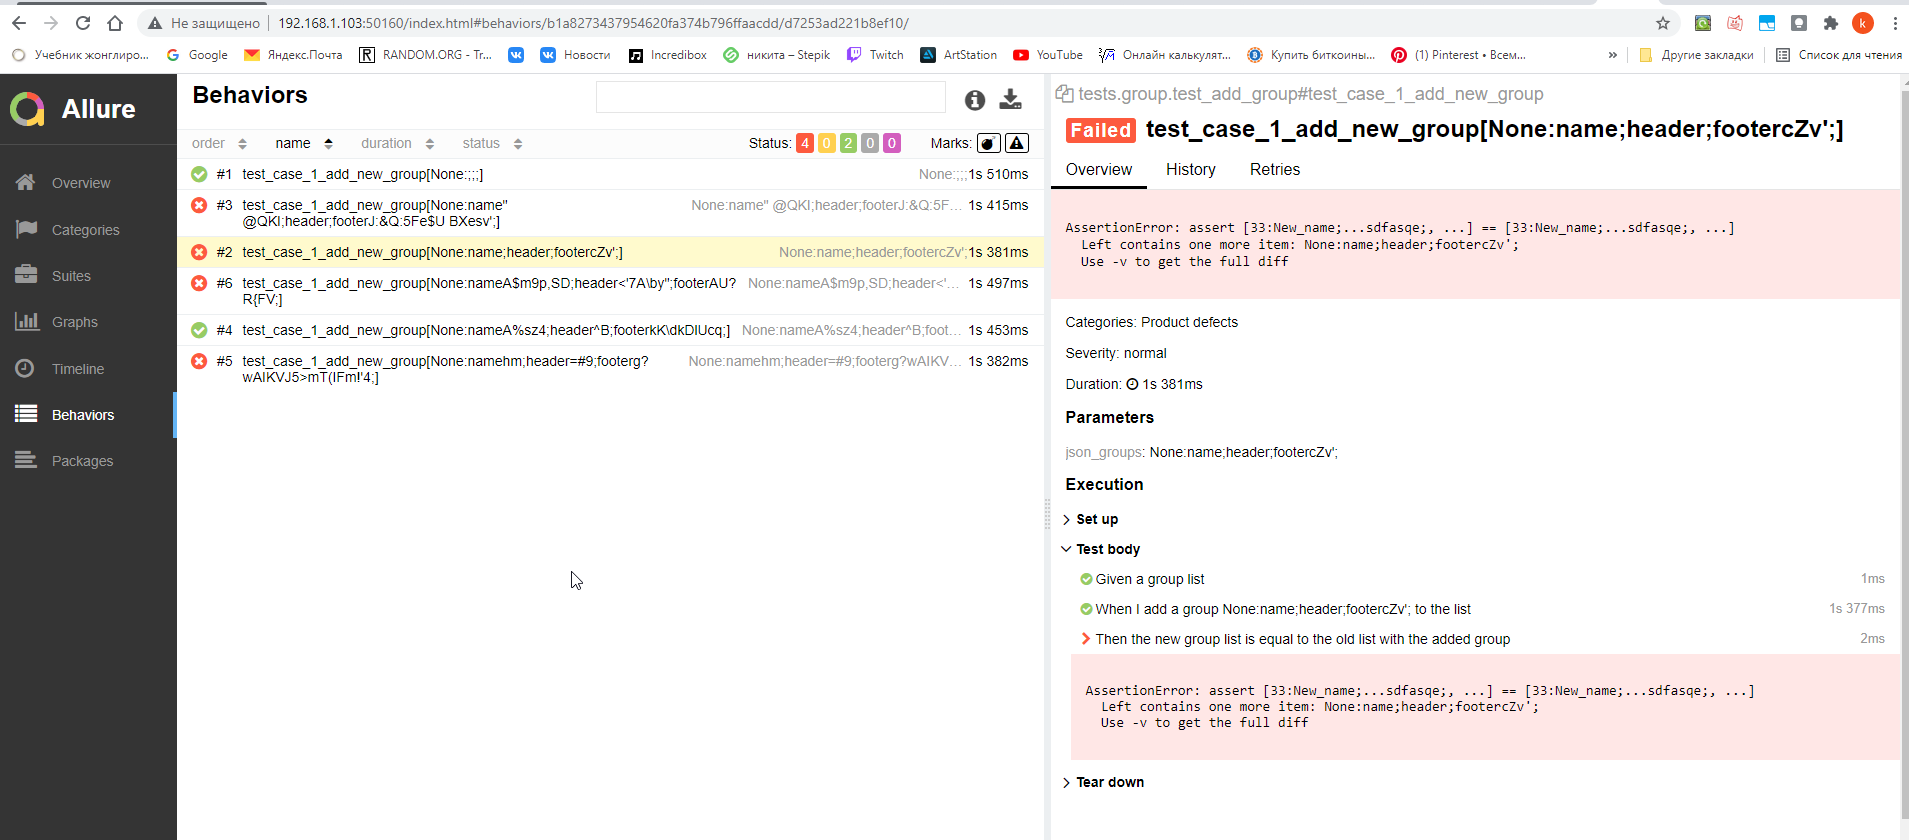 Не защищено | 192.168.1.103:50160/index.html#behaviors/b1a8273437954620fa374b796ffaacdd/d7253ad221b8ef10/
k
Учебник жонглиро... Google Яндекс.Почта RANDOM.ORG - Tr... Новости Incredibox никита – Stepik Twitch ArtStation YouTube Онлайн калькулят... Купить биткоины... (1) Pinterest • Всем... » Другие закладки Список для чтения
Allure
Overview
Categories
Suites
Graphs
Timeline
Behaviors
Packages
Behaviors
order name duration status Status: 4 0 2 0 0 Marks:
#1 test_case_1_add_new_group[None:;;;] None:;;; 1s 510ms
#3 test_case_1_add_new_group[None:name" None:name" @QKI;header;footerJ:&Q:5F... 1s 415ms
@QKI;header;footerJ:&Q:5Fe$U BXesv';]
#2 test_case_1_add_new_group[None:name;header;footercZv';] None:name;header;footercZv'; 1s 381ms
#6 test_case_1_add_new_group[None:nameA$m9p,SD;header<'7A\by";footerAU? None:nameA$m9p,SD;header<'... 1s 497ms
R{FV;]
#4 test_case_1_add_new_group[None:nameA%sz4;header^B;footerkK\dkDIUcq;] None:nameA%sz4;header^B;foot... 1s 453ms
#5 test_case_1_add_new_group[None:namehm;header=#9;footerg? None:namehm;header=#9;footerg?wAIKV... 1s 382ms
wAIKVJ5>mT(IFm!'4;]
tests.group.test_add_group#test_case_1_add_new_group
Failed test_case_1_add_new_group[None:name;header;footercZv';]
Overview History Retries
AssertionError: assert [33:New_name;...sdfasqe;, ...] == [33:New_name;...sdfasqe;, ...]
Left contains one more item: None:name;header;footercZv';
Use -v to get the full diff
Categories: Product defects
Severity: normal
Duration: 1s 381ms
Parameters
json_groups: None:name;header;footercZv';
Execution
Set up
Test body
Given a group list 1ms
When I add a group None:name;header;footercZv'; to the list 1s 377ms
Then the new group list is equal to the old list with the added group 2ms
AssertionError: assert [33:New_name;...sdfasqe;, ...] == [33:New_name;...sdfasqe;, ...]
Left contains one more item: None:name;header;footercZv';
Use -v to get the full diff
Tear down